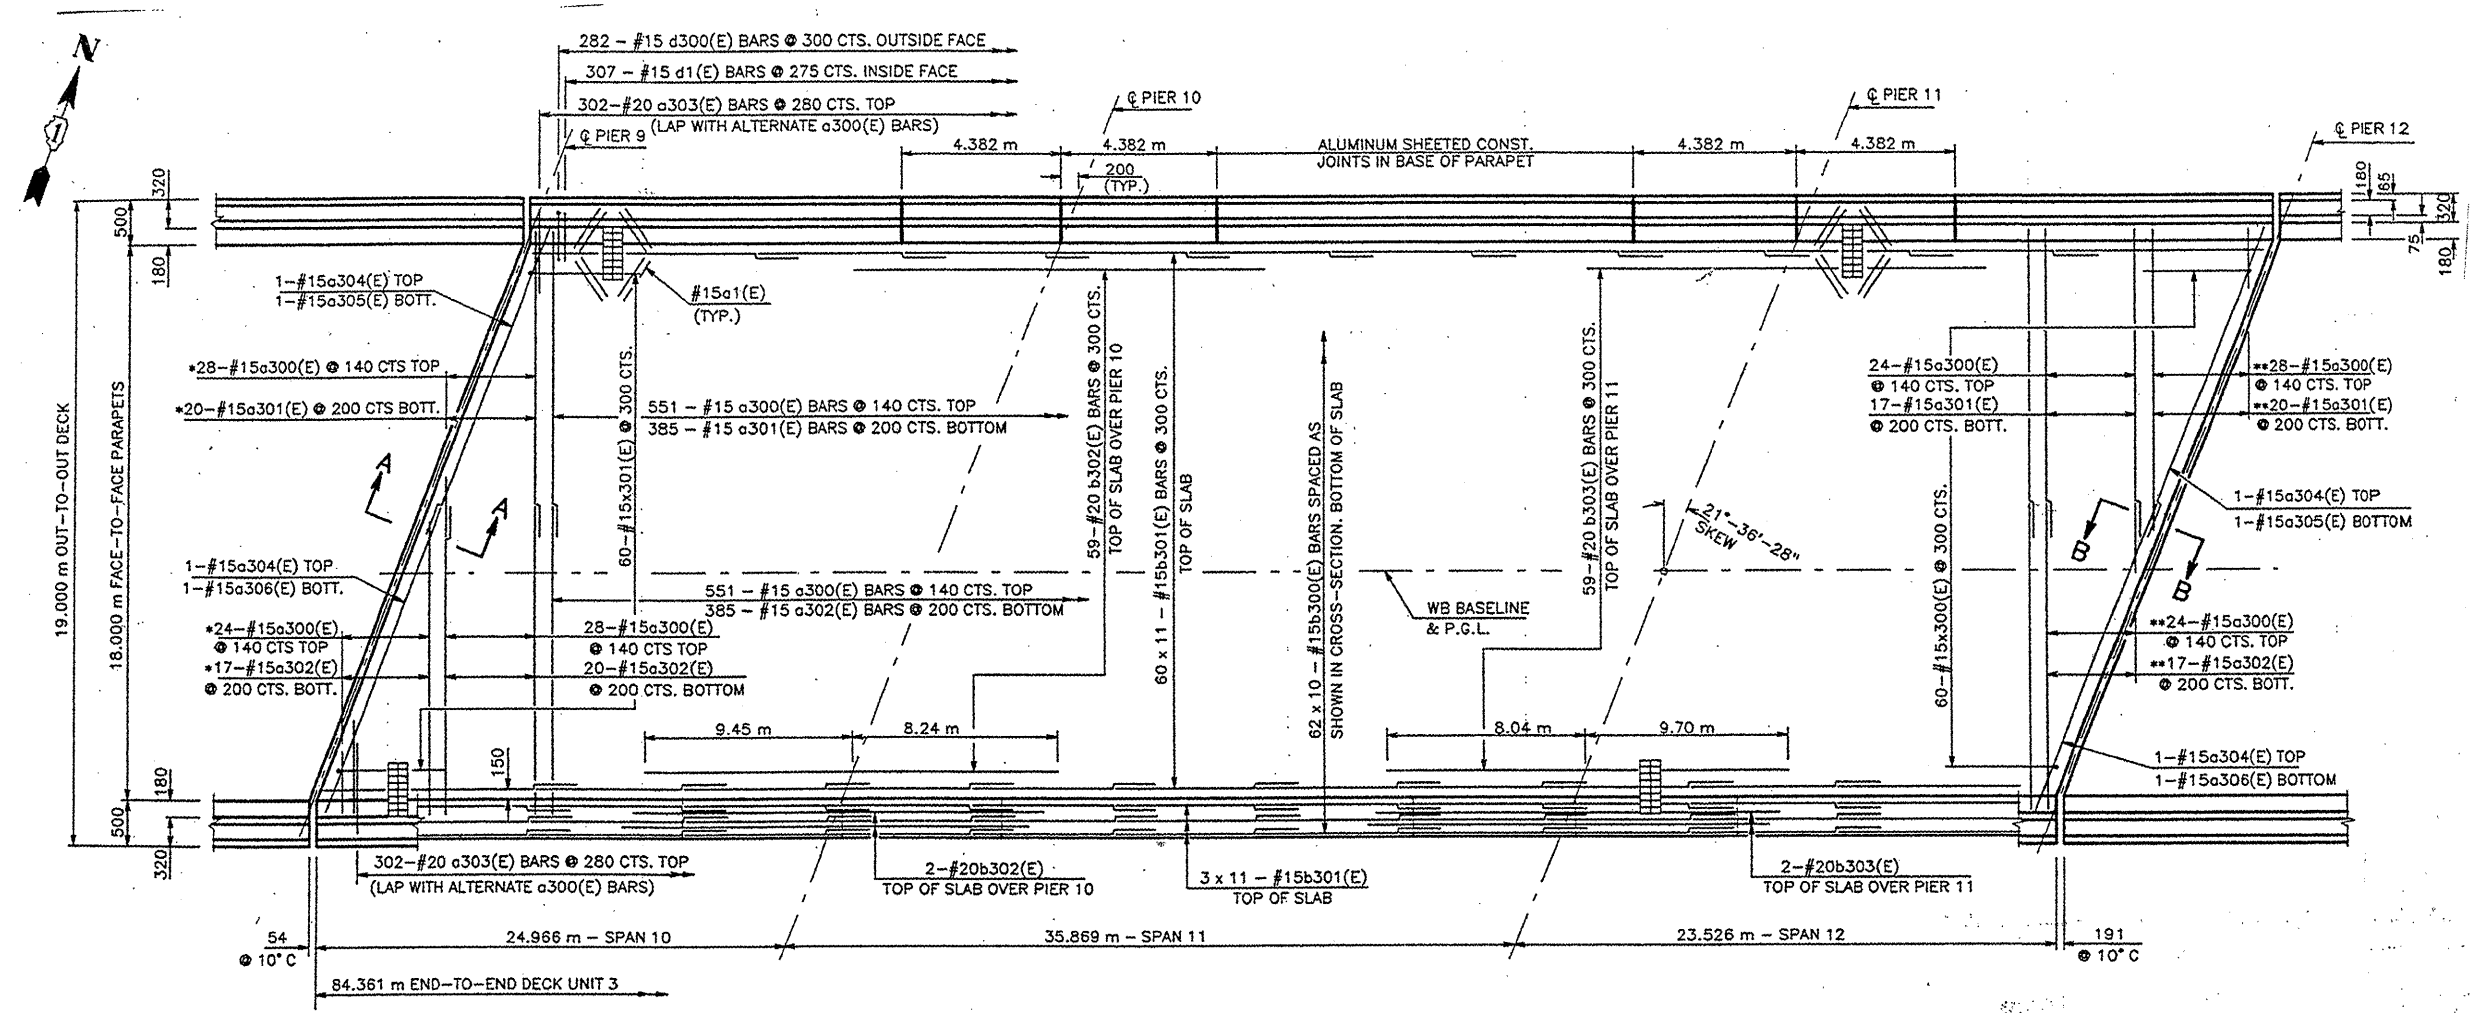 N
1
282 - #15 d300(E) BARS @ 300 CTS. OUTSIDE FACE
307 - #15 d1(E) BARS @ 275 CTS. INSIDE FACE
302-#20 a303(E) BARS @ 280 CTS. TOP
(LAP WITH ALTERNATE a300(E) BARS)
℄ PIER 9
℄ PIER 10
℄ PIER 11
℄ PIER 12
4.382 m
4.382 m
ALUMINUM SHEETED CONST.
JOINTS IN BASE OF PARAPET
4.382 m
4.382 m
200
(TYP.)
320
500
180
180
65
320
75
180
1-#15a304(E) TOP
1-#15a305(E) BOTT.
#15a1(E)
(TYP.)
*28-#15a300(E) @ 140 CTS TOP
*20-#15a301(E) @ 200 CTS BOTT.
551 - #15 a300(E) BARS @ 140 CTS. TOP
385 - #15 a301(E) BARS @ 200 CTS. BOTTOM
24-#15a300(E)
@ 140 CTS. TOP
17-#15a301(E)
@ 200 CTS. BOTT.
**28-#15a300(E)
@ 140 CTS. TOP
**20-#15a301(E)
@ 200 CTS. BOTT.
19.000 m OUT-TO-OUT DECK
18.000 m FACE-TO-FACE PARAPETS
60-#15x301(E) @ 300 CTS.
59-#20 b302(E) BARS @ 300 CTS.
TOP OF SLAB OVER PIER 10
60 x 11 - #15b301(E) BARS @ 300 CTS.
TOP OF SLAB
62 x 10 - #15b300(E) BARS SPACED AS
SHOWN IN CROSS-SECTION. BOTTOM OF SLAB
59-#20 b303(E) BARS @ 300 CTS.
TOP OF SLAB OVER PIER 11
60-#15x300(E) @ 300 CTS.
A
A
21°-36'-28"
SKEW
1-#15a304(E) TOP
1-#15a305(E) BOTTOM
B
B
1-#15a304(E) TOP
1-#15a306(E) BOTT.
551 - #15 a300(E) BARS @ 140 CTS. TOP
385 - #15 a302(E) BARS @ 200 CTS. BOTTOM
WB BASELINE
& P.G.L.
*24-#15a300(E)
@ 140 CTS TOP
*17-#15a302(E)
@ 200 CTS. BOTT.
28-#15a300(E)
@ 140 CTS TOP
20-#15a302(E)
@ 200 CTS. BOTTOM
**24-#15a300(E)
@ 140 CTS. TOP
**17-#15a302(E)
@ 200 CTS. BOTT.
9.45 m
8.24 m
8.04 m
9.70 m
150
1-#15a304(E) TOP
1-#15a306(E) BOTTOM
180
500
320
302-#20 a303(E) BARS @ 280 CTS. TOP
(LAP WITH ALTERNATE a300(E) BARS)
2-#20b302(E)
TOP OF SLAB OVER PIER 10
3 x 11 - #15b301(E)
TOP OF SLAB
2-#20b303(E)
TOP OF SLAB OVER PIER 11
54
@ 10°C
24.966 m - SPAN 10
35.869 m - SPAN 11
23.526 m - SPAN 12
191
@ 10°C
84.361 m END-TO-END DECK UNIT 3